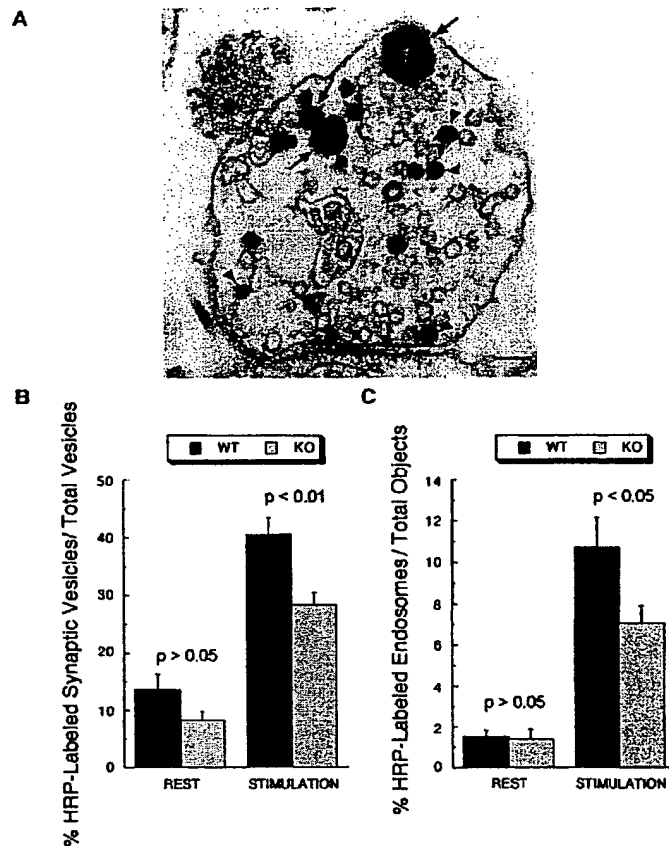 A
B
C
WT KO
WT KO
% HRP-Labeled Synaptic Vesicles/ Total Vesicles
50
40
30
20
10
0
p > 0.05
p < 0.01
REST STIMULATION
% HRP-Labeled Endosomes/ Total Objects
14
12
10
8
6
4
2
0
p > 0.05
p < 0.05
REST STIMULATION